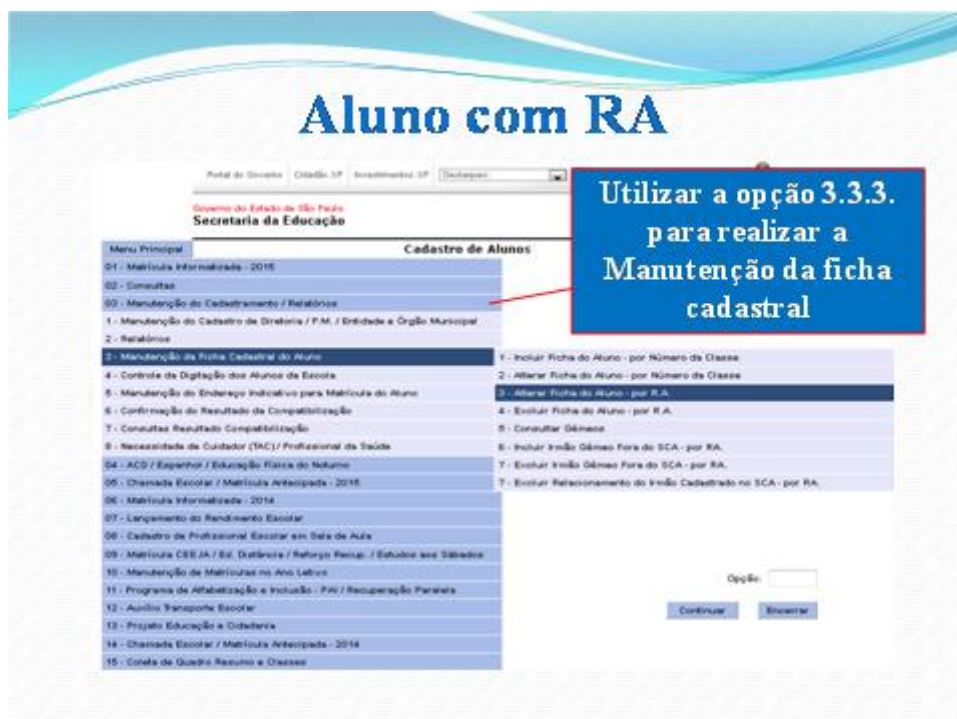 Aluno com RA
Portal do Governo Cidadão.SP Investimentos.SP Destaques:
Governo do Estado de São Paulo
Secretaria da Educação
Utilizar a opção 3.3.3.
para realizar a
Manutenção da ficha
cadastral
Menu Principal
Cadastro de Alunos
01 - Matrícula Informatizada - 2015
02 - Consultas
03 - Manutenção do Cadastramento / Relatórios
1 - Manutenção do Cadastro de Diretoria / P.M. / Entidade e Órgão Municipal
2 - Relatórios
3 - Manutenção da Ficha Cadastral do Aluno
4 - Controle da Digitação dos Alunos da Escola
5 - Manutenção do Endereço Indicativo para Matrícula do Aluno
6 - Confirmação do Resultado da Compatibilização
7 - Consultas Resultado Compatibilização
8 - Necessidade de Cuidador (TAC) / Profissional da Saúde
04 - ACD / Espanhol / Educação Física do Noturno
05 - Chamada Escolar / Matrícula Antecipada - 2015
06 - Matrícula Informatizada - 2014
07 - Lançamento do Rendimento Escolar
08 - Cadastro de Profissional Escolar em Sala de Aula
09 - Matrícula CEEJA / Ed. Distância / Reforço Recup. / Estudos aos Sábados
10 - Manutenção de Matrículas no Ano Letivo
11 - Programa de Alfabetização e Inclusão - PAI / Recuperação Paralela
12 - Auxílio Transporte Escolar
13 - Projeto Educação e Cidadania
14 - Chamada Escolar / Matrícula Antecipada - 2014
15 - Coleta de Quadro Resumo e Classes
1 - Incluir Ficha do Aluno - por Número da Classe
2 - Alterar Ficha do Aluno - por Número da Classe
3 - Alterar Ficha do Aluno - por R.A.
4 - Excluir Ficha do Aluno - por R.A.
5 - Consultar Gêmeos
6 - Incluir Irmão Gêmeo Fora do SCA - por RA.
7 - Excluir Irmão Gêmeo Fora do SCA - por RA.
7 - Excluir Relacionamento do Irmão Cadastrado no SCA - por RA.
Opção:
Continuar Encerrar